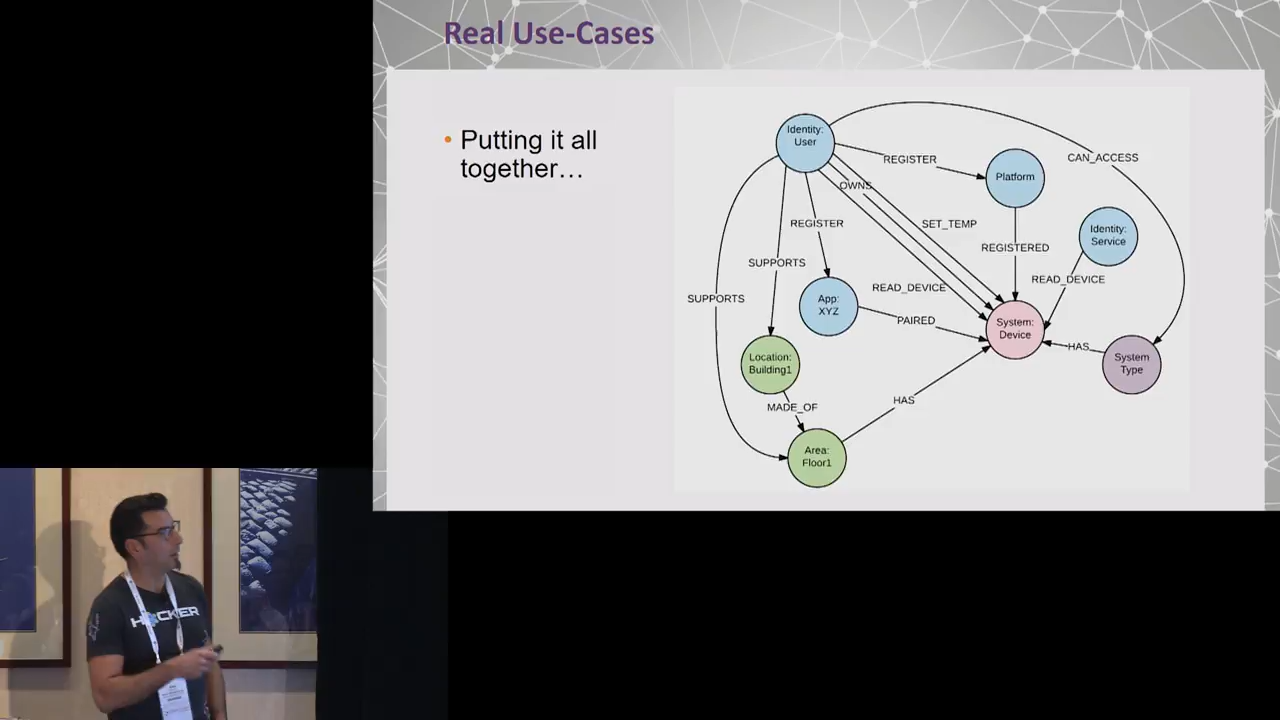 Real Use-Cases
• Putting it all
together…
Identity:
User
CAN_ACCESS
REGISTER
Platform
OWNS
REGISTER
SET_TEMP
Identity:
Service
REGISTERED
SUPPORTS
READ_DEVICE
READ_DEVICE
SUPPORTS
App:
XYZ
PAIRED
System:
Device
HAS
Location:
Building1
System
Type
HAS
MADE_OF
Area:
Floor1
HACKER